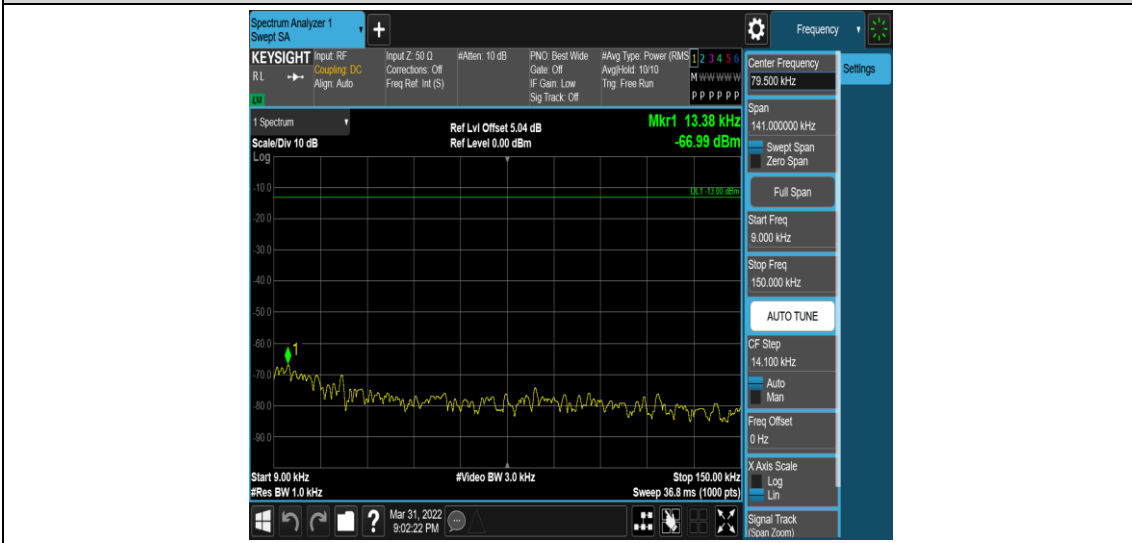 Spectrum Analyzer 1
Swept SA
+
Frequency
KEYSIGHT
RL
LXI
Input: RF
Coupling: DC
Align: Auto
Input Z: 50 Ω
Corrections: Off
Freq Ref: Int (S)
#Atten: 10 dB
PNO: Best Wide
Gate: Off
IF Gain: Low
Sig Track: Off
#Avg Type: Power (RMS
Avg|Hold: 10/10
Trig: Free Run
1 2 3 4 5 6
M W W W W W
P P P P P P
Center Frequency
79.500 kHz
Settings
Span
141.000000 kHz
Swept Span
Zero Span
Full Span
Start Freq
9.000 kHz
Stop Freq
150.000 kHz
AUTO TUNE
CF Step
14.100 kHz
Auto
Man
Freq Offset
0 Hz
X Axis Scale
Log
Lin
Signal Track
(Span Zoom)
1 Spectrum
Scale/Div 10 dB
Log
Ref Lvl Offset 5.04 dB
Ref Level 0.00 dBm
Mkr1 13.38 kHz
-66.99 dBm
DL1 -13.00 dBm
-10.0
-20.0
-30.0
-40.0
-50.0
-60.0
1
-70.0
-80.0
-90.0
Start 9.00 kHz
#Video BW 3.0 kHz
Stop 150.00 kHz
#Res BW 1.0 kHz
Sweep 36.8 ms (1000 pts)
?
Mar 31, 2022
9:02:22 PM